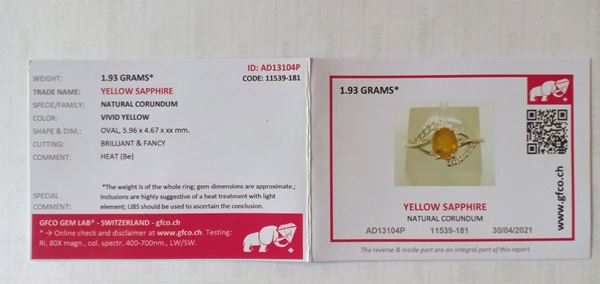 ID: AD13104P
WEIGHT: 1.93 GRAMS* CODE: 11539-181
TRADE NAME: YELLOW SAPPHIRE
SPECIE/FAMILY: NATURAL CORUNDUM
COLOR: VIVID YELLOW
SHAPE & DIM.: OVAL, 5.96 x 4.67 x xx mm.
CUTTING: BRILLIANT & FANCY
COMMENT: HEAT (Be)
SPECIAL COMMENT: *The weight is of the whole ring; gem dimensions are approximate.;
Inclusions are highly suggestive of a heat treatment with light
element; LIBS should be used to ascertain the conclusion.
GFCO GEM LAB® - SWITZERLAND - gfco.ch
* → Online check and disclaimer at www.gfco.ch. Testing:
RI, 80X magn., col. spectr. 400-700nm., LW/SW.
1.93 GRAMS*
YELLOW SAPPHIRE
NATURAL CORUNDUM
AD13104P 11539-181 30/04/2021
www.gfco.ch
The reverse & inside part are an integral part of this report